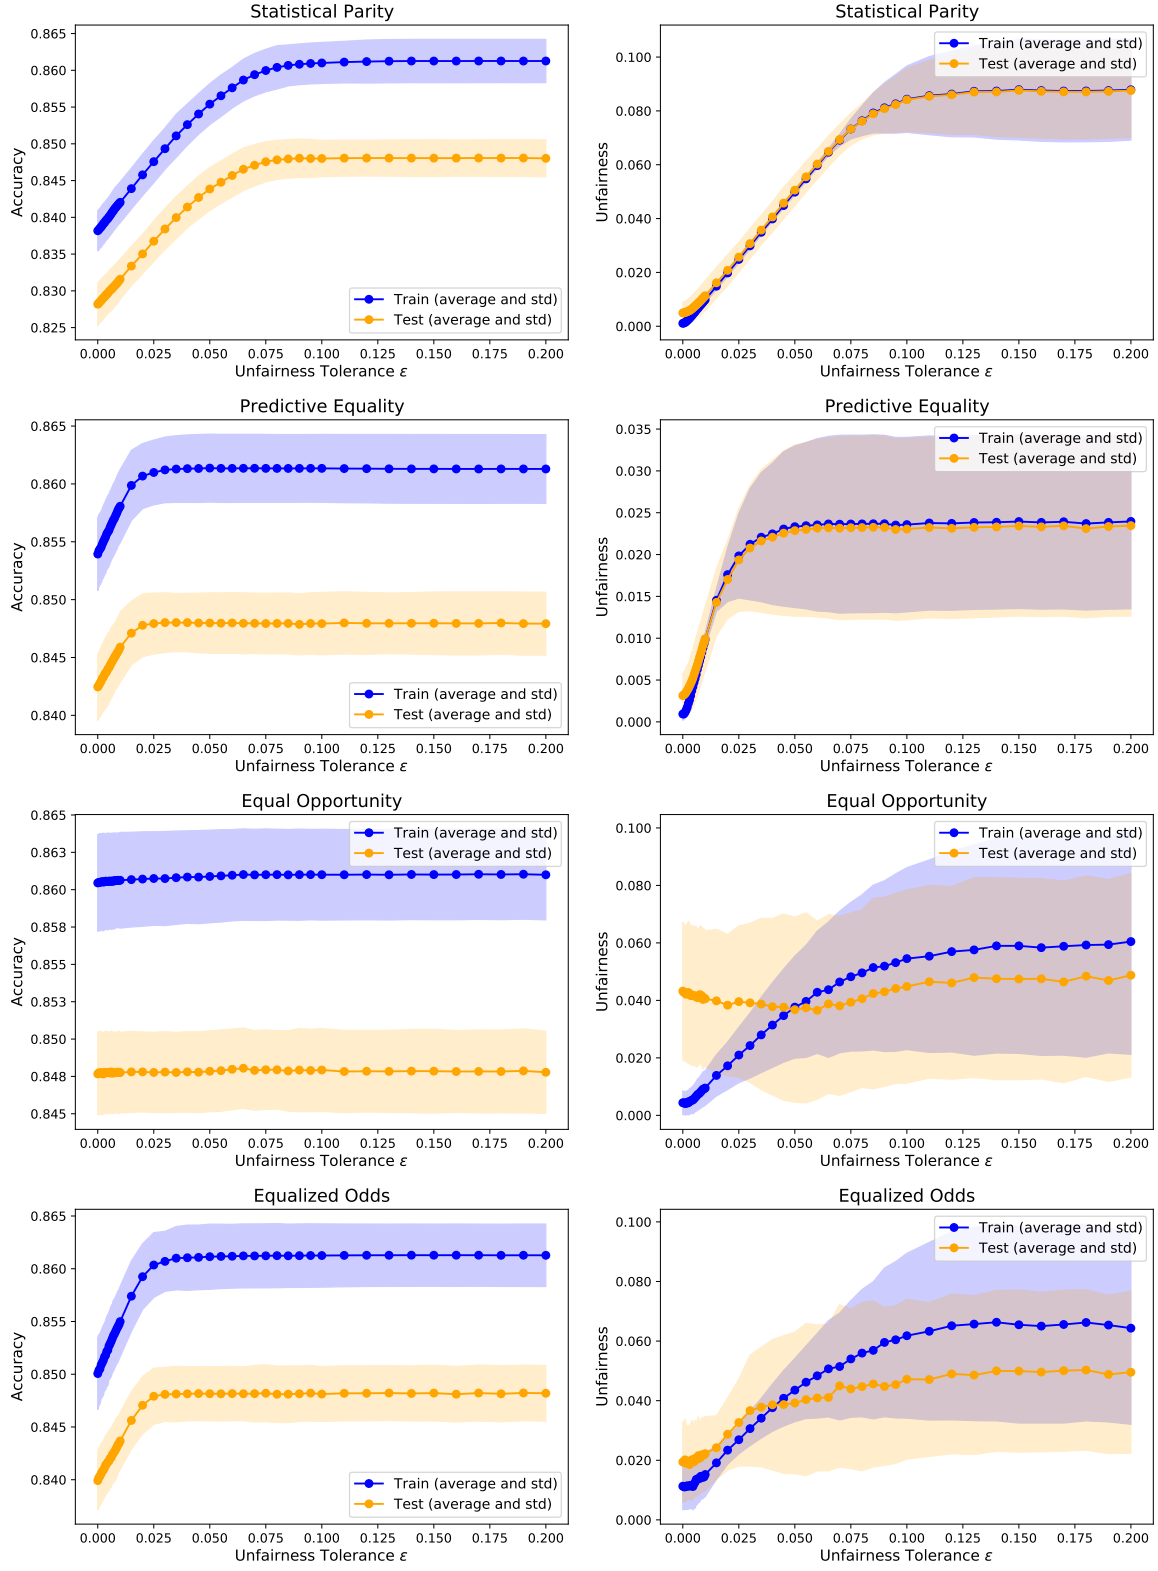 Statistical Parity
0.865
0.860
0.855
0.850
0.845
0.840
0.835
0.830
0.825
Accuracy
Train (average and std)
Test (average and std)
0.000 0.025 0.050 0.075 0.100 0.125 0.150 0.175 0.200
Unfairness Tolerance ε
Statistical Parity
0.100
0.080
0.060
0.040
0.020
0.000
Unfairness
Train (average and std)
Test (average and std)
0.000 0.025 0.050 0.075 0.100 0.125 0.150 0.175 0.200
Unfairness Tolerance ε
Predictive Equality
0.865
0.860
0.855
0.850
0.845
0.840
Accuracy
Train (average and std)
Test (average and std)
0.000 0.025 0.050 0.075 0.100 0.125 0.150 0.175 0.200
Unfairness Tolerance ε
Predictive Equality
0.035
0.030
0.025
0.020
0.015
0.010
0.005
0.000
Unfairness
Train (average and std)
Test (average and std)
0.000 0.025 0.050 0.075 0.100 0.125 0.150 0.175 0.200
Unfairness Tolerance ε
Equal Opportunity
0.865
0.863
0.860
0.858
0.855
0.853
0.850
0.848
0.845
Accuracy
Train (average and std)
Test (average and std)
0.000 0.025 0.050 0.075 0.100 0.125 0.150 0.175 0.200
Unfairness Tolerance ε
Equal Opportunity
0.100
0.080
0.060
0.040
0.020
0.000
Unfairness
Train (average and std)
Test (average and std)
0.000 0.025 0.050 0.075 0.100 0.125 0.150 0.175 0.200
Unfairness Tolerance ε
Equalized Odds
0.865
0.860
0.855
0.850
0.845
0.840
Accuracy
Train (average and std)
Test (average and std)
0.000 0.025 0.050 0.075 0.100 0.125 0.150 0.175 0.200
Unfairness Tolerance ε
Equalized Odds
0.100
0.080
0.060
0.040
0.020
0.000
Unfairness
Train (average and std)
Test (average and std)
0.000 0.025 0.050 0.075 0.100 0.125 0.150 0.175 0.200
Unfairness Tolerance ε